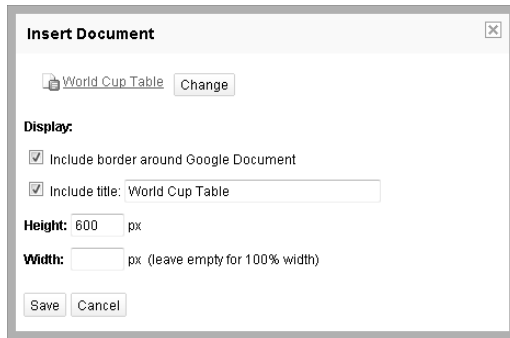 Insert Document
World Cup Table Change
Display:
Include border around Google Document
Include title: World Cup Table
Height: 600 px
Width: px (leave empty for 100% width)
Save Cancel